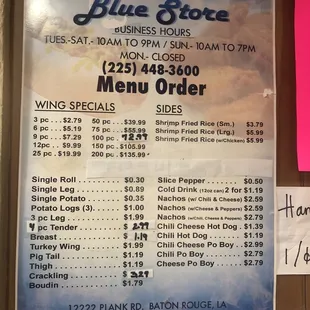 Blue Store
BUSINESS HOURS
TUES.-SAT.- 10AM TO 9PM / SUN.- 10AM TO 7PM
MON.- CLOSED
(225) 448-3600
Menu Order
WING SPECIALS
3 pc . . . $2.79 50 pc . . . $39.99
6 pc . . . $5.19 75 pc . . . $55.99
9 pc . . . $7.29 100 pc.
12pc . . . $9.99 150 pc. . $105.99
25 pc . . $19.99 200 pc. . $135.99
SIDES
Shrimp Fried Rice (Sm.) $3.79
Shrimp Fried Rice (Lrg.) $5.99
Shrimp Fried Rice (w/Chicken) $5.99
Single Roll . . . . . . . . . $0.30
Single Leg . . . . . . . . . $0.89
Single Potato . . . . . . . $0.35
Potato Logs (3) . . . . . $1.00
3 pc Leg . . . . . . . . . . $1.99
4 pc Tender . . . . . . . . 2.99
Breast . . . . . . . . . . . 1.19
Turkey Wing . . . . . . . $1.99
Pig Tail . . . . . . . . . . . $1.19
Thigh . . . . . . . . . . . . $1.19
Crackling . . . . . . . . .
Boudin . . . . . . . . . . . $1.79
Slice Pepper . . . . . . . . . . $0.50
Cold Drink (12oz can) 2 for $1.19
Nachos (w/ Chili & Cheese) $2.59
Nachos (w/Cheese & Peppers) $2.59
Nachos (w/Chili, Cheese & Peppers) $2.79
Chili Cheese Hot Dog . . $1.39
Chili Hot Dog . . . . . . . . . $1.19
Chili Cheese Po Boy . . . $2.99
Chili Po Boy . . . . . . . . . . $2.79
Cheese Po Boy . . . . . . . $2.79
12222 PLANK RD, BATON ROUGE, LA
Ham
1/